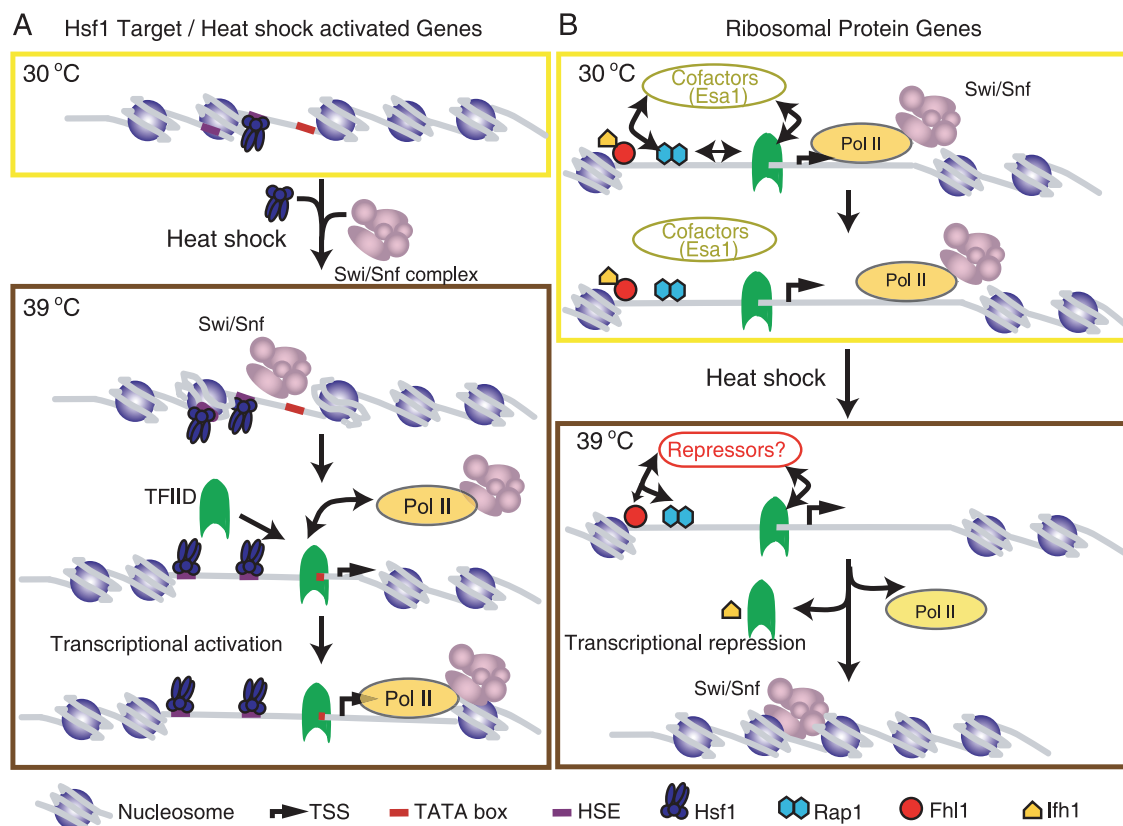 A
Hsf1 Target / Heat shock activated Genes
30 °C
Heat shock
Swi/Snf complex
39 °C
Swi/Snf
TFIID
Pol II
Transcriptional activation
Pol II
B
Ribosomal Protein Genes
30 °C
Cofactors
(Esa1)
Swi/Snf
Pol II
Cofactors
(Esa1)
Pol II
Heat shock
39 °C
Repressors?
Pol II
Transcriptional repression
Swi/Snf
Nucleosome
TSS
TATA box
HSE
Hsf1
Rap1
Fhl1
Ifh1